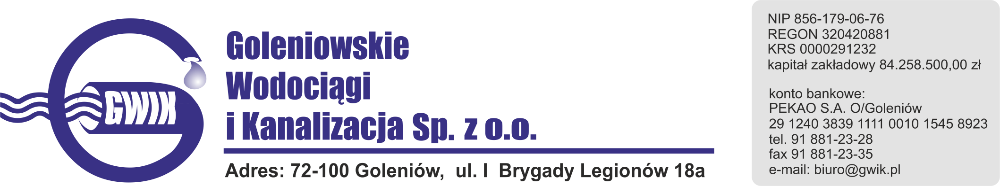 GWIK
Goleniowskie
Wodociągi
i Kanalizacja Sp. z o.o.
Adres: 72-100 Goleniów, ul. I Brygady Legionów 18a
NIP 856-179-06-76
REGON 320420881
KRS 0000291232
kapitał zakładowy 84.258.500,00 zł
konto bankowe:
PEKAO S.A. O/Goleniów
29 1240 3839 1111 0010 1545 8923
tel. 91 881-23-28
fax 91 881-23-35
e-mail: biuro@gwik.pl